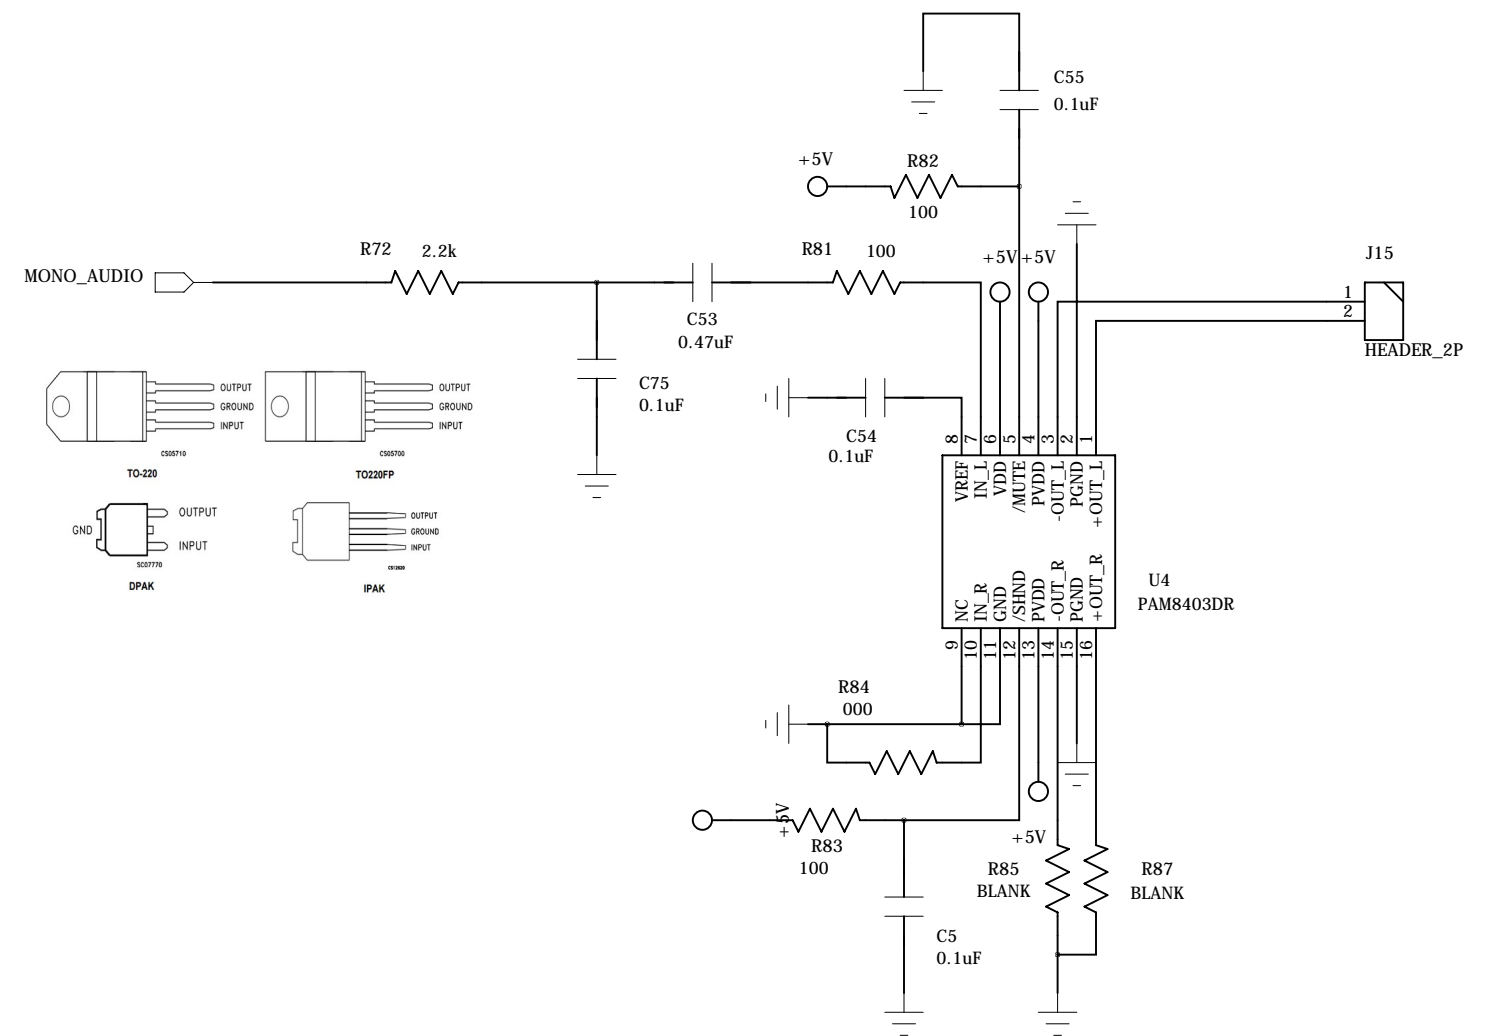 C55
0.1uF
+5V
R82
100
R72
2.2k
R81
100
+5V
+5V
J15
MONO_AUDIO
1
2
HEADER_2P
C53
0.47uF
C75
0.1uF
C54
0.1uF
OUTPUT
GROUND
INPUT
CS05710
TO-220
OUTPUT
GROUND
INPUT
CS05700
TO220FP
GND
OUTPUT
INPUT
SC07770
DPAK
OUTPUT
GROUND
INPUT
CS12620
IPAK
8
7
6
5
4
3
2
1
VREF
IN_L
VDD
/MUTE
PVDD
-OUT_L
PGND
+OUT_L
NC
IN_R
GND
/SHND
PVDD
-OUT_R
PGND
+OUT_R
9
10
11
12
13
14
15
16
U4
PAM8403DR
R84
000
+5V
R83
100
+5V
R85
BLANK
R87
BLANK
C5
0.1uF